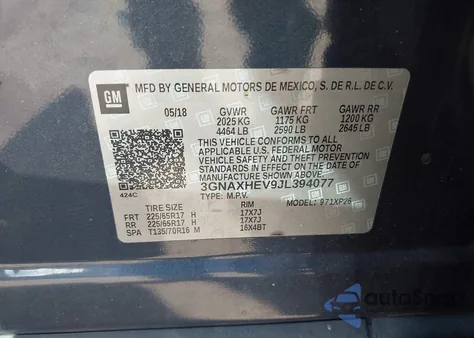 GM
MFD BY GENERAL MOTORS DE MEXICO, S. DE R.L. DE C.V.
05/18 GVWR GAWR FRT GAWR RR
2025 KG 1175 KG 1200 KG
4464 LB 2590 LB 2645 LB
THIS VEHICLE CONFORMS TO ALL APPLICABLE
U.S. FEDERAL MOTOR
VEHICLE SAFETY AND THEFT PREVENTION
STANDARDS IN EFFECT ON THE DATE OF
MANUFACTURE SHOWN ABOVE.
3GNAXHEV9JL394077
TYPE: M.P.V. MODEL: 971XP26
424C
TIRE SIZE RIM
FRT 225/65R17 H 17X7J
RR 225/65R17 H 17X7J
SPA T135/70R16 M 16X4BT